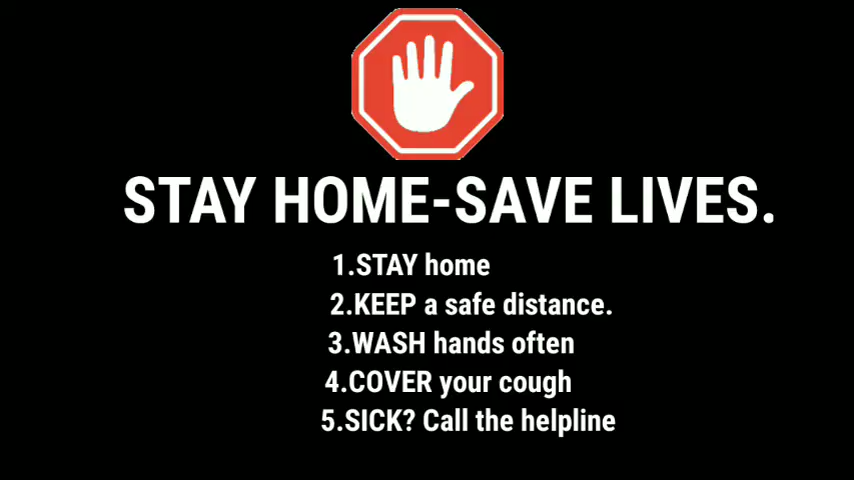 STAY HOME-SAVE LIVES.
1.STAY home
2.KEEP a safe distance.
3.WASH hands often
4.COVER your cough
5.SICK? Call the helpline